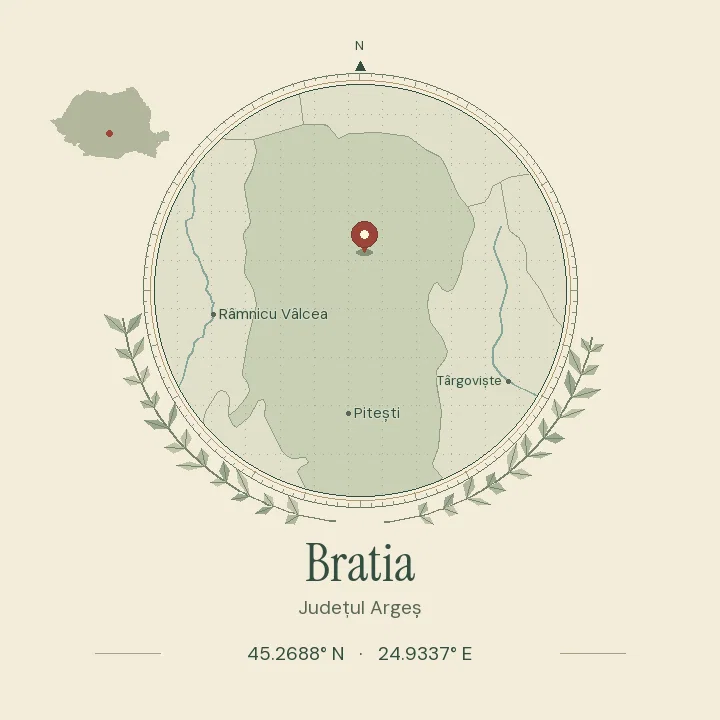 N
Râmnicu Vâlcea
Târgoviște
Pitești
Bratia
Județul Argeș
45.2688° N · 24.9337° E